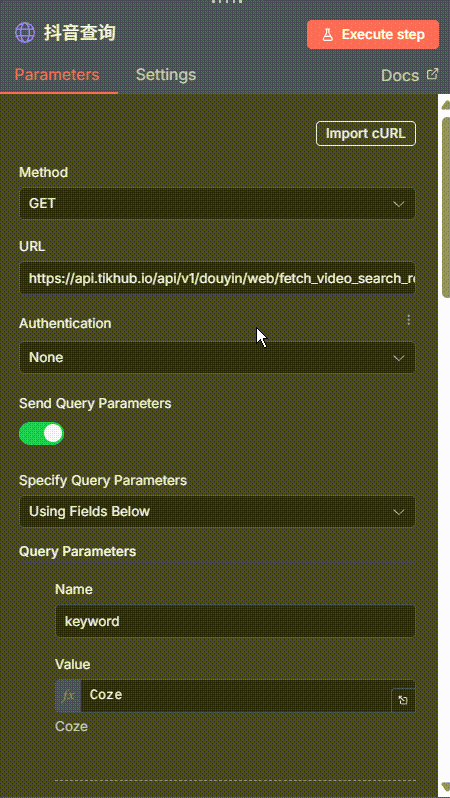 抖音查询
Execute step
Parameters
Settings
Docs
Import cURL
Method
GET
URL
https://api.tikhub.io/api/v1/douyin/web/fetch_video_search_re
Authentication
None
Send Query Parameters
Specify Query Parameters
Using Fields Below
Query Parameters
Name
keyword
Value
fx
Coze
Coze